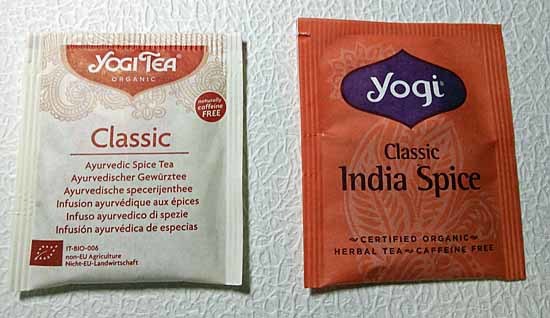 YOGI TEA
ORGANIC
naturally
caffeine
FREE
Classic
Ayurvedic Spice Tea
Ayurvedischer Gewürztee
Ayurvedische specerijenthee
Infusion ayurvédique aux épices
Infuso ayurvedico di spezie
Infusión ayurvédica de especias
IT-BIO-006
non-EU Agriculture
Nicht-EU-Landwirtschaft
yogi®
Classic
India Spice
~CERTIFIED ORGANIC~
HERBAL TEA~CAFFEINE FREE